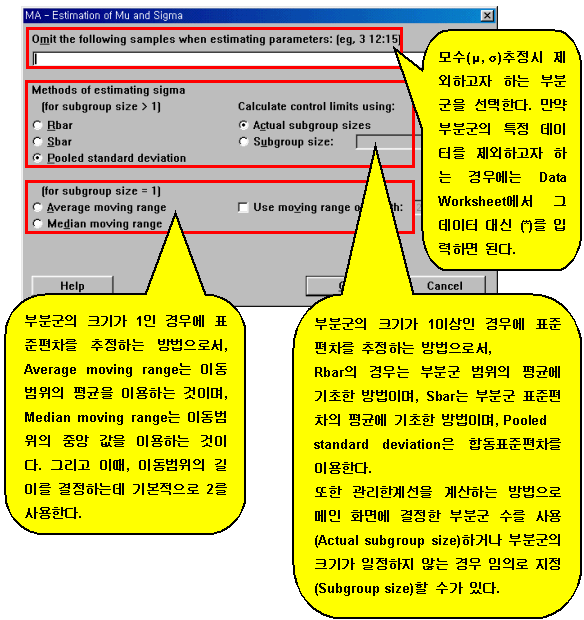 MA - Estimation of Mu and Sigma
Omit the following samples when estimating parameters: (eg, 3 12:15)
Methods of estimating sigma
(for subgroup size > 1)
Rbar
Sbar
Pooled standard deviation
Calculate control limits using:
Actual subgroup sizes
Subgroup size:
(for subgroup size = 1)
Average moving range
Median moving range
Use moving range o
h:
Help
Cancel
모수(μ, σ)추정시 제
외하고자 하는 부분
군을 선택한다. 만약
부분군의 특정 데이
터를 제외하고자 하
는 경우에는 Data
Worksheet에서 그
데이터 대신 (*)를 입
력하면 된다.
부분군의 크기가 1인 경우에 표
준편차를 추정하는 방법으로서,
Average moving range는 이동
범위의 평균을 이용하는 것이며,
Median moving range는 이동범
위의 중앙 값을 이용하는 것이
다. 그리고 이때, 이동범위의 길
이를 결정하는데 기본적으로 2를
사용한다.
부분군의 크기가 1이상인 경우에 표준
편차를 추정하는 방법으로서,
Rbar의 경우는 부분군 범위의 평균에
기초한 방법이며, Sbar는 부분군 표준편
차의 평균에 기초한 방법이며, Pooled
standard deviation은 합동표준편차를
이용한다.
또한 관리한계선을 계산하는 방법으로
메인 화면에 결정한 부분군 수를 사용
(Actual subgroup size)하거나 부분군의
크기가 일정하지 않는 경우 임의로 지정
(Subgroup size)할 수가 있다.